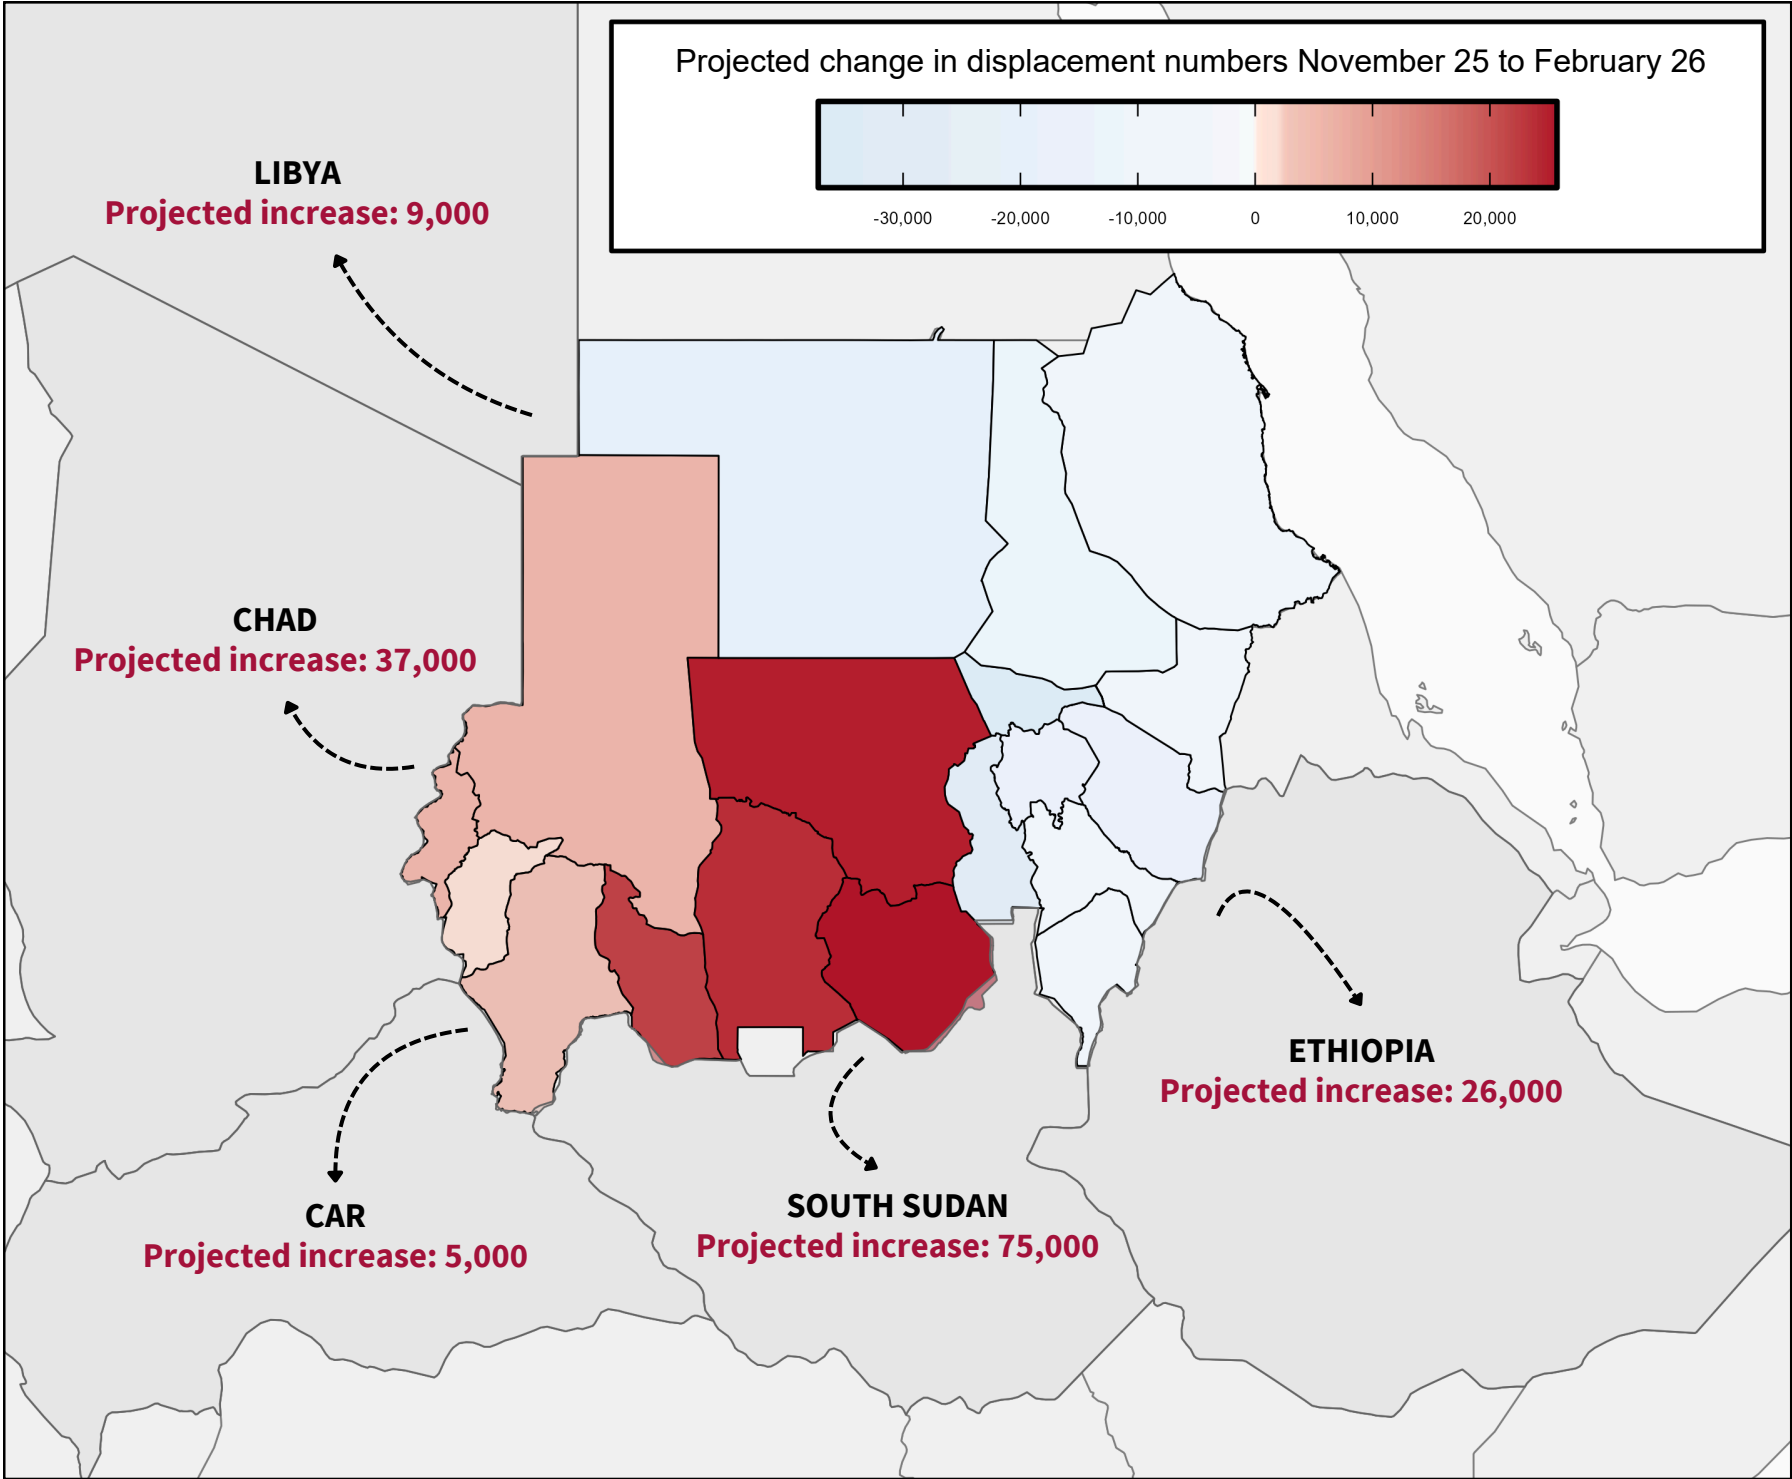 Projected change in displacement numbers November 25 to February 26
-30,000 -20,000 -10,000 0 10,000 20,000
LIBYA
Projected increase: 9,000
CHAD
Projected increase: 37,000
ETHIOPIA
Projected increase: 26,000
SOUTH SUDAN
Projected increase: 75,000
CAR
Projected increase: 5,000